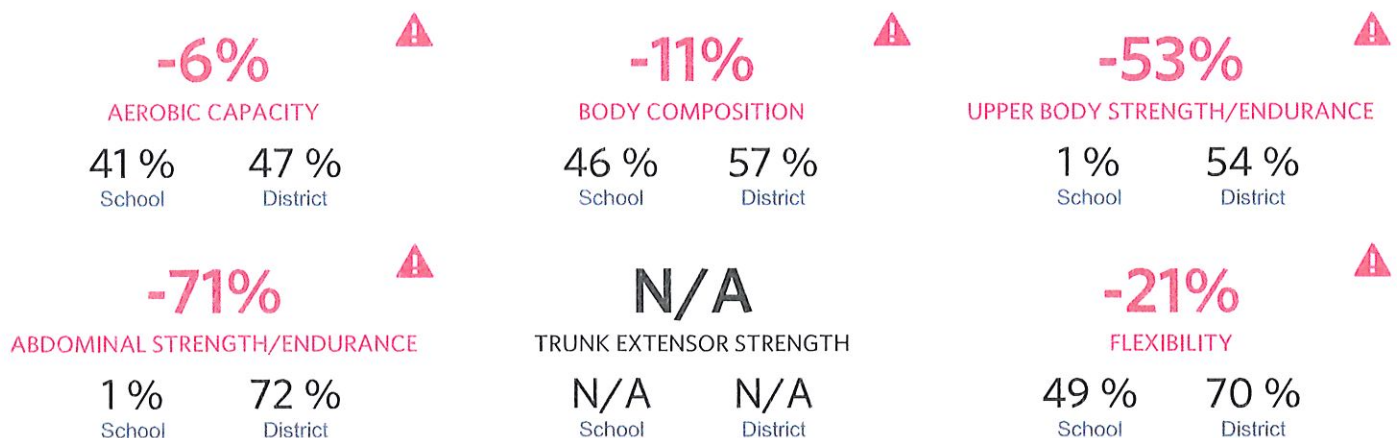 -6%
AEROBIC CAPACITY
41 % 47 %
School District
-11%
BODY COMPOSITION
46 % 57 %
School District
-53%
UPPER BODY STRENGTH/ENDURANCE
1 % 54 %
School District
-71%
ABDOMINAL STRENGTH/ENDURANCE
1 % 72 %
School District
N/A
TRUNK EXTENSOR STRENGTH
N/A N/A
School District
-21%
FLEXIBILITY
49 % 70 %
School District